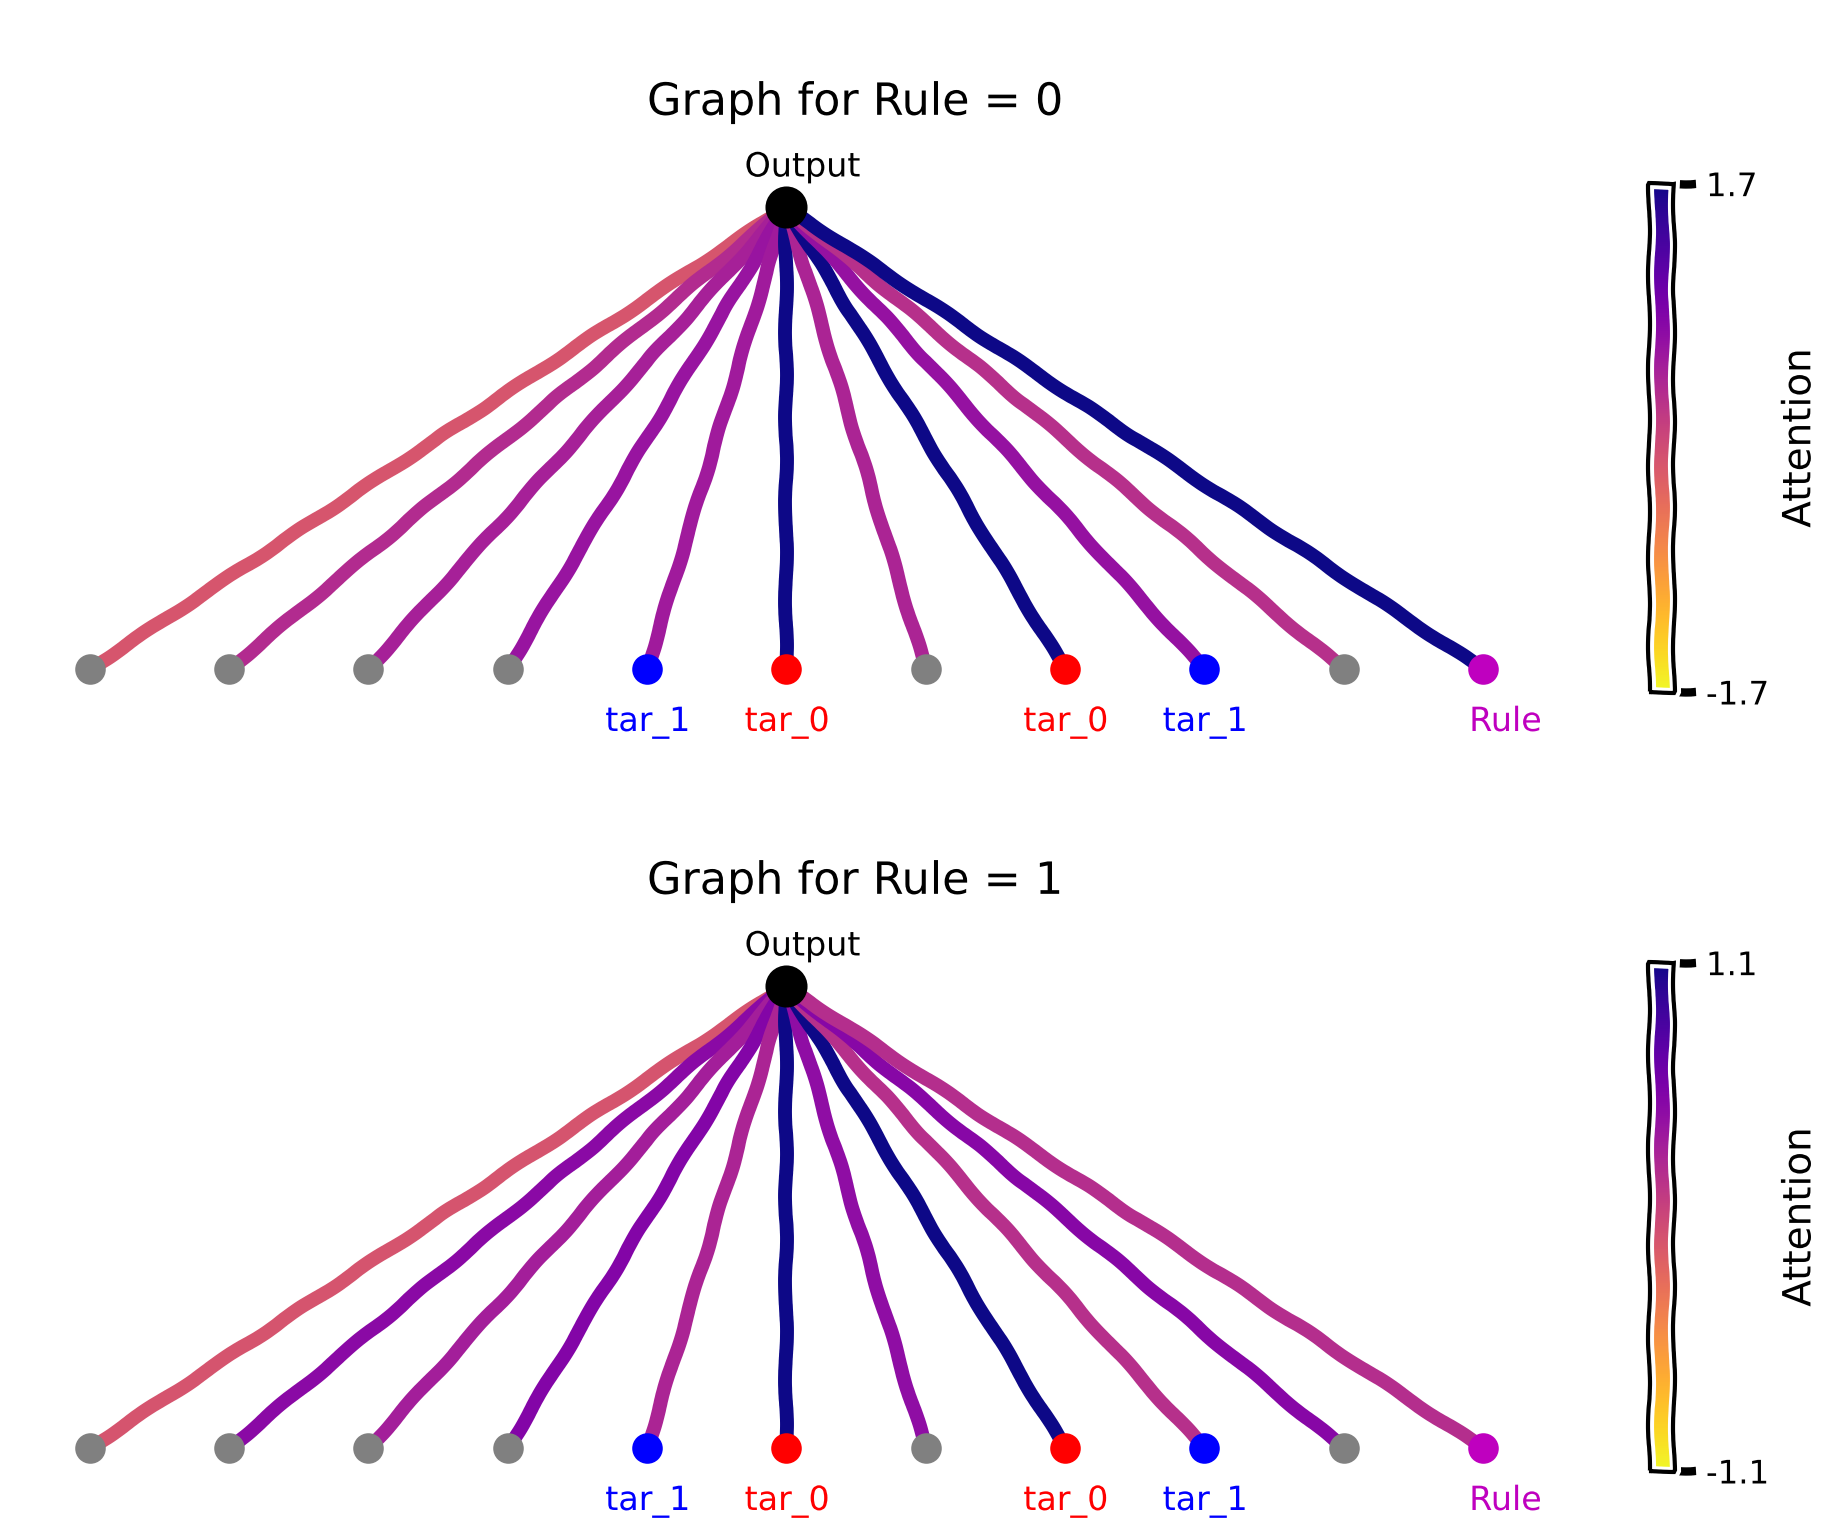 Graph for Rule = 0
Output
1.7
Attention
-1.7
tar_1 tar_0 tar_0 tar_1 Rule
Graph for Rule = 1
Output
1.1
Attention
-1.1
tar_1 tar_0 tar_0 tar_1 Rule